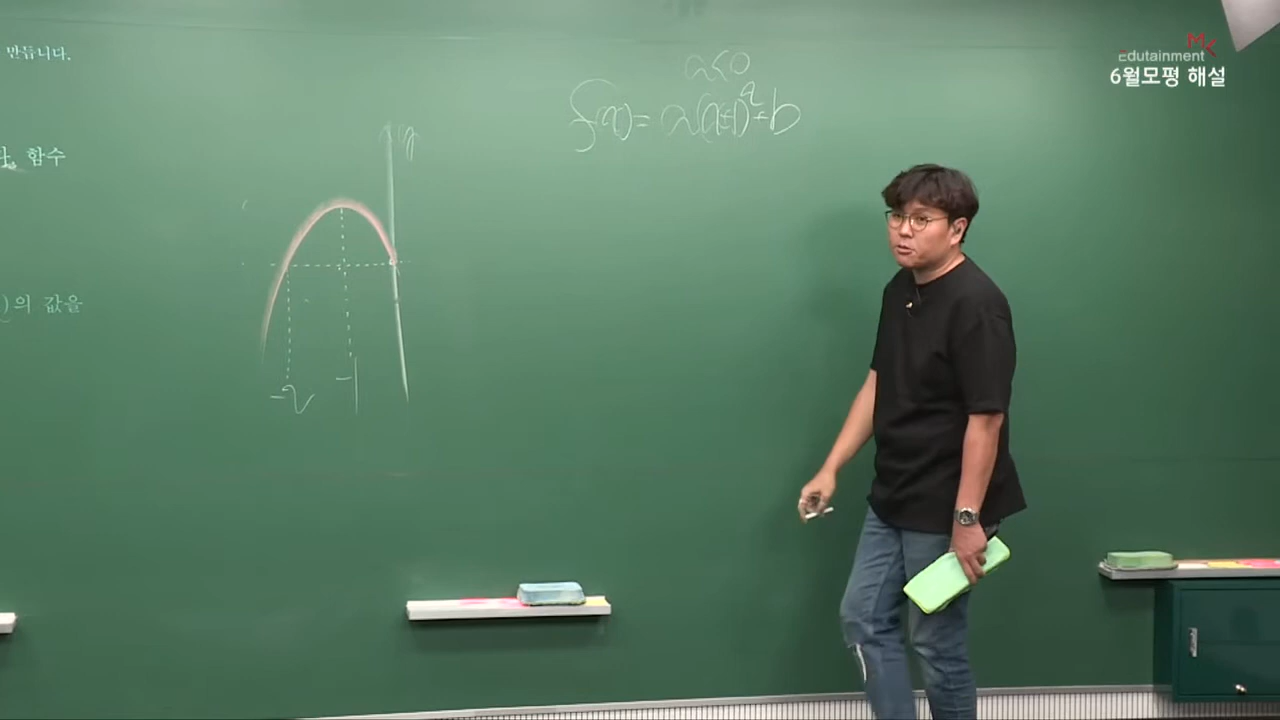 만듭니다.
함수
)의 값을
y
-2
-1
a<0
f(x)= a(x+1)²+b
MK
Edutainment
6월모평 해설